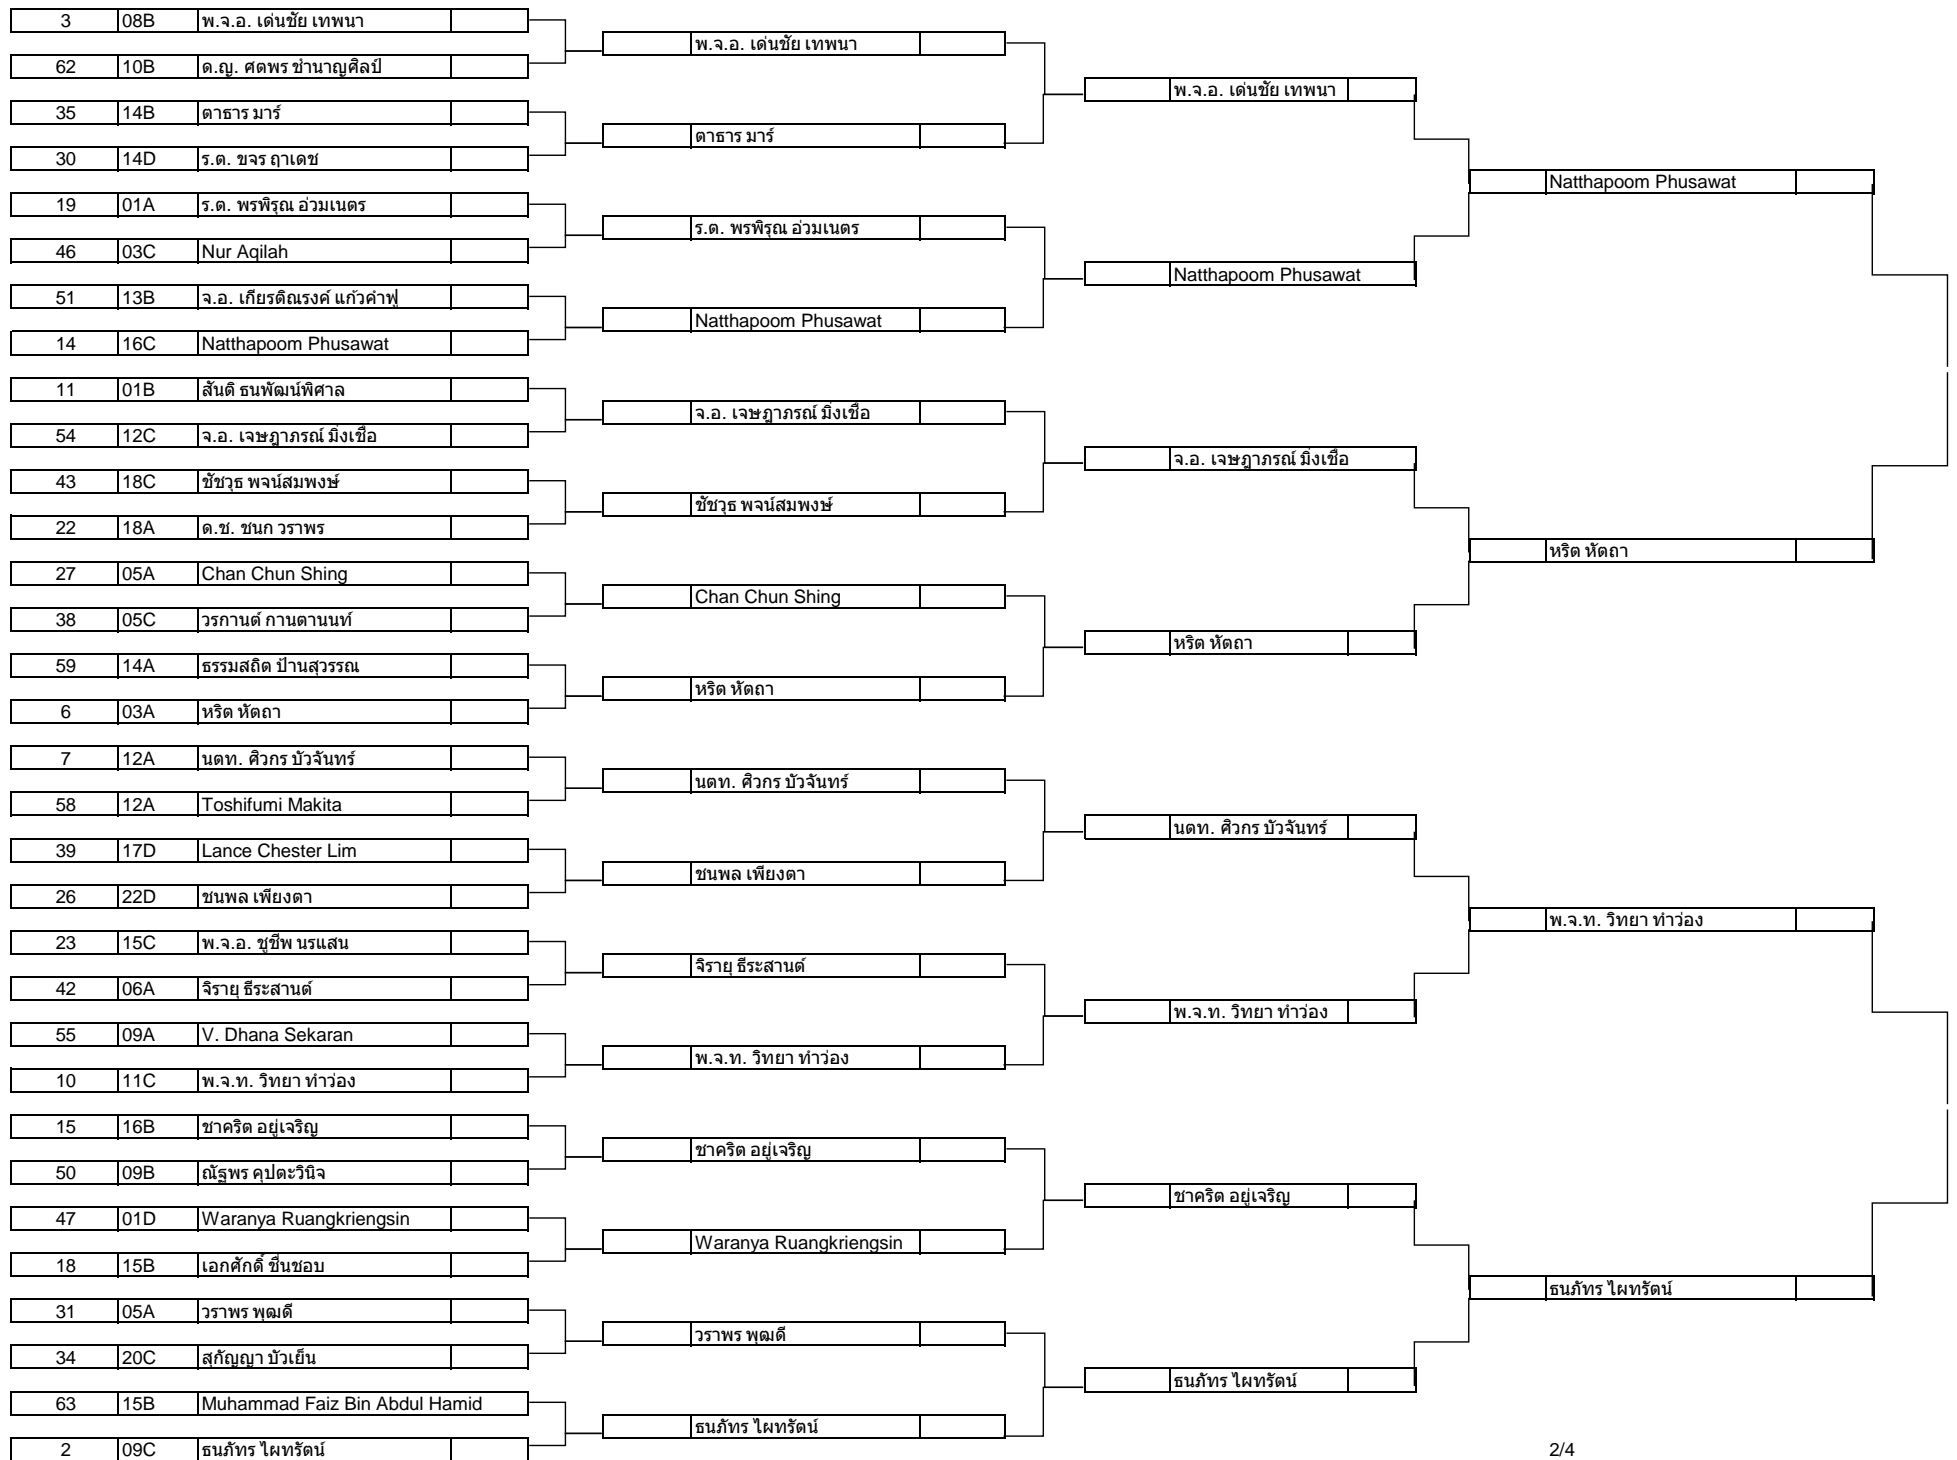 3 08B พ.จ.อ. เด่นชัย เทพนา
พ.จ.อ. เด่นชัย เทพนา
62 10B ด.ญ. ศตพร ชำนาญศิลป์
พ.จ.อ. เด่นชัย เทพนา
35 14B ตาธาร มาร์
ตาธาร มาร์
30 14D ร.ต. ขจร ฤาเดช
Natthapoom Phusawat
19 01A ร.ต. พรพิรุณ อ่วมเนตร
ร.ต. พรพิรุณ อ่วมเนตร
46 03C Nur Aqilah
Natthapoom Phusawat
51 13B จ.อ. เกียรติณรงค์ แก้วคำฟู
Natthapoom Phusawat
14 16C Natthapoom Phusawat
11 01B สันติ ธนพัฒน์พิศาล
จ.อ. เจษฎาภรณ์ มิ่งเชื้อ
54 12C จ.อ. เจษฎาภรณ์ มิ่งเชื้อ
จ.อ. เจษฎาภรณ์ มิ่งเชื้อ
43 18C ชัชวุธ พจน์สมพงษ์
ชัชวุธ พจน์สมพงษ์
22 18A ด.ช. ชนก วราพร
หริต หัตถา
27 05A Chan Chun Shing
Chan Chun Shing
38 05C วรกานต์ กานดานนท์
หริต หัตถา
59 14A ธรรมสถิต ป้านสุวรรณ
หริต หัตถา
6 03A หริต หัตถา
7 12A นตท. ศิวกร บัวจันทร์
นตท. ศิวกร บัวจันทร์
58 12A Toshifumi Makita
นตท. ศิวกร บัวจันทร์
39 17D Lance Chester Lim
ชนพล เพียงตา
26 22D ชนพล เพียงตา
พ.จ.ท. วิทยา ทำว่อง
23 15C พ.จ.อ. ชูชีพ นรแสน
จิรายุ ธีระสานต์
42 06A จิรายุ ธีระสานต์
พ.จ.ท. วิทยา ทำว่อง
55 09A V. Dhana Sekaran
พ.จ.ท. วิทยา ทำว่อง
10 11C พ.จ.ท. วิทยา ทำว่อง
15 16B ชาคริต อยู่เจริญ
ชาคริต อยู่เจริญ
50 09B ณัฐพร คุปตะวินิจ
ชาคริต อยู่เจริญ
47 01D Waranya Ruangkriengsin
Waranya Ruangkriengsin
18 15B เอกศักดิ์ ชื่นชอบ
ธนภัทร ไผทรัตน์
31 05A วราพร พุฒดี
วราพร พุฒดี
34 20C สุกัญญา บัวเย็น
ธนภัทร ไผทรัตน์
63 15B Muhammad Faiz Bin Abdul Hamid
ธนภัทร ไผทรัตน์
2 09C ธนภัทร ไผทรัตน์
2/4